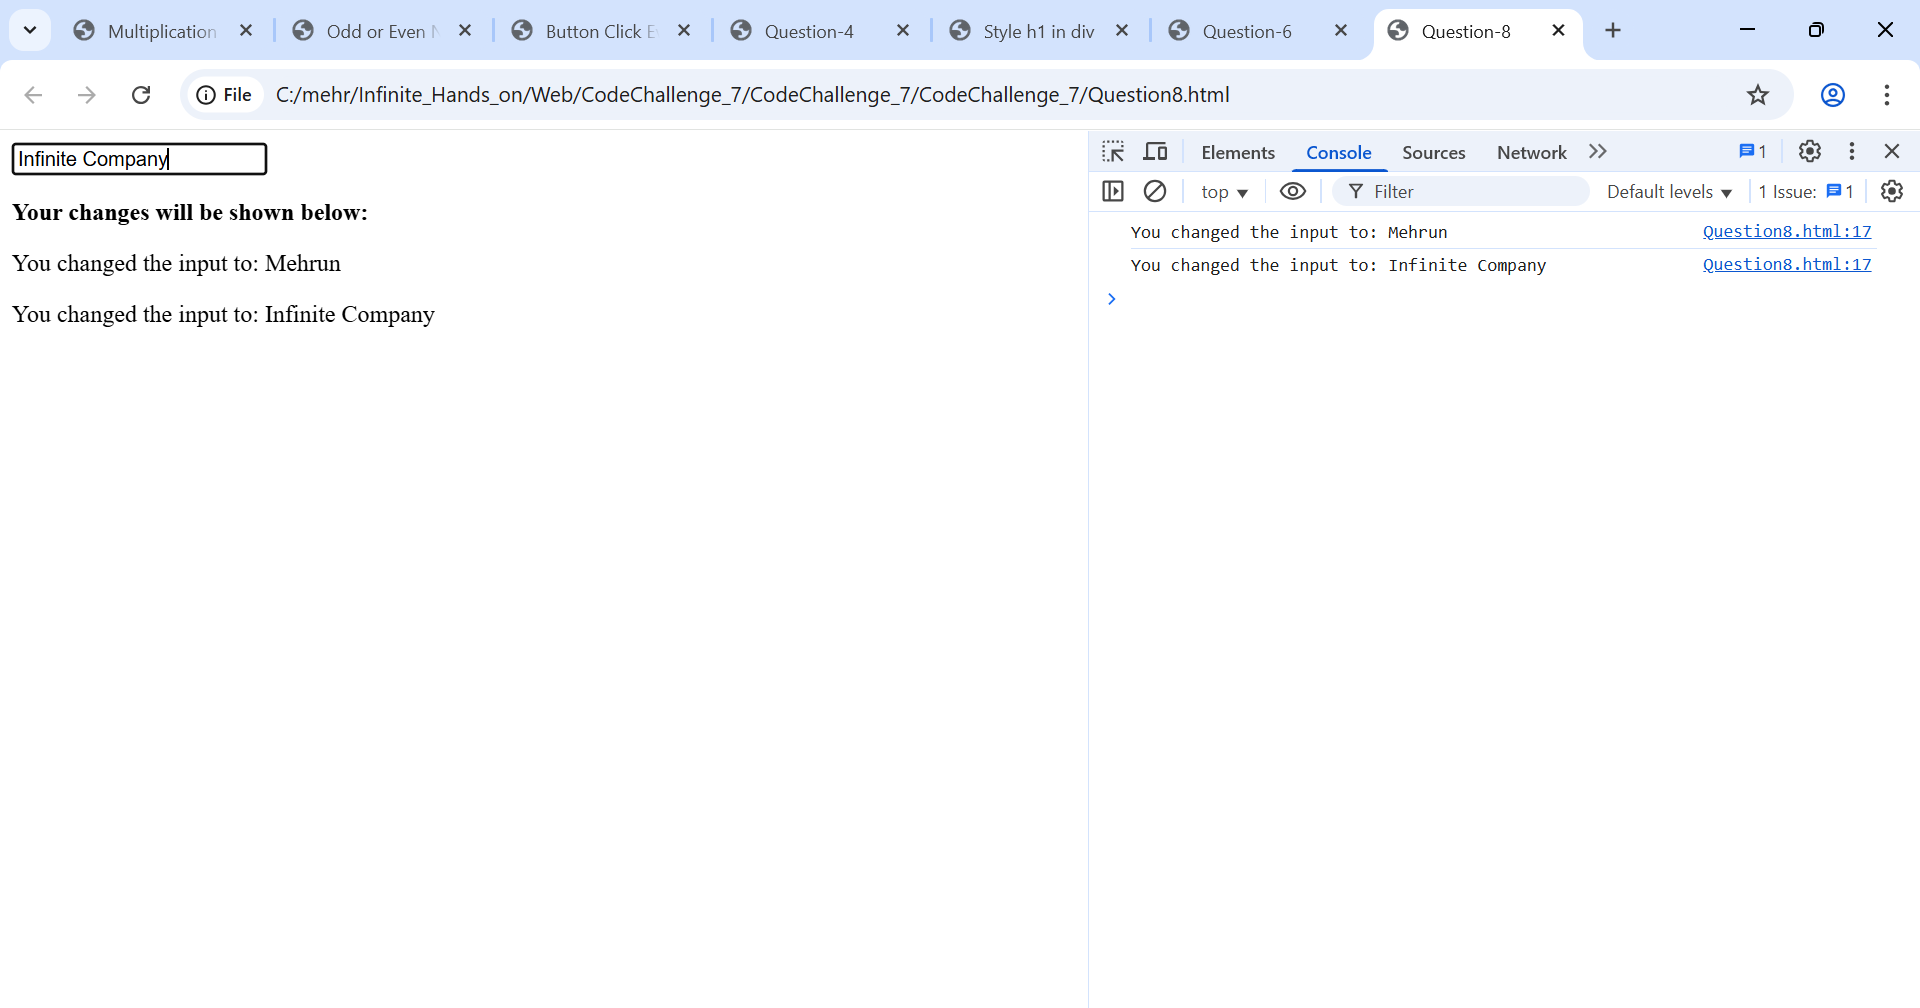 Multiplication
Odd or Even
Button Click
Question-4
Style h1 in div
Question-6
Question-8
File
C:/mehr/Infinite_Hands_on/Web/CodeChallenge_7/CodeChallenge_7/CodeChallenge_7/Question8.html
Infinite Company
Your changes will be shown below:
You changed the input to: Mehrun
You changed the input to: Infinite Company
Elements
Console
Sources
Network
1
top
Filter
Default levels
1 Issue: 1
You changed the input to: Mehrun Question8.html:17
You changed the input to: Infinite Company Question8.html:17